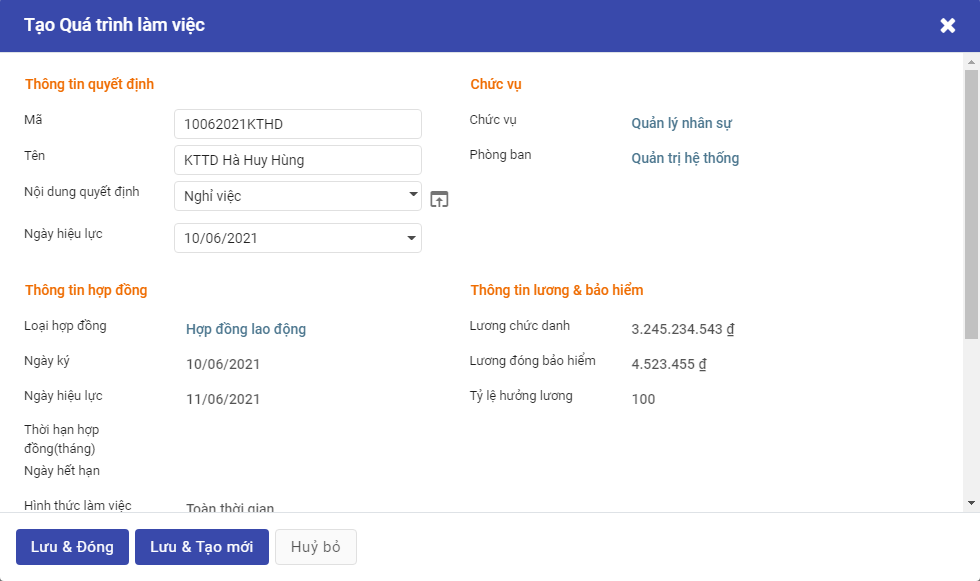 Tạo Quá trình làm việc
Thông tin quyết định
Mã
10062021KTHD
Tên
KTTD Hà Huy Hùng
Nội dung quyết định
Nghỉ việc
Ngày hiệu lực
10/06/2021
Chức vụ
Chức vụ
Quản lý nhân sự
Phòng ban
Quản trị hệ thống
Thông tin hợp đồng
Loại hợp đồng
Hợp đồng lao động
Ngày ký
10/06/2021
Ngày hiệu lực
11/06/2021
Thời hạn hợp
đồng(tháng)
Ngày hết hạn
Hình thức làm việc
Toàn thời gian
Thông tin lương & bảo hiểm
Lương chức danh
3.245.234.543 ₫
Lương đóng bảo hiểm
4.523.455 ₫
Tỷ lệ hưởng lương
100
Lưu & Đóng
Lưu & Tạo mới
Huỷ bỏ